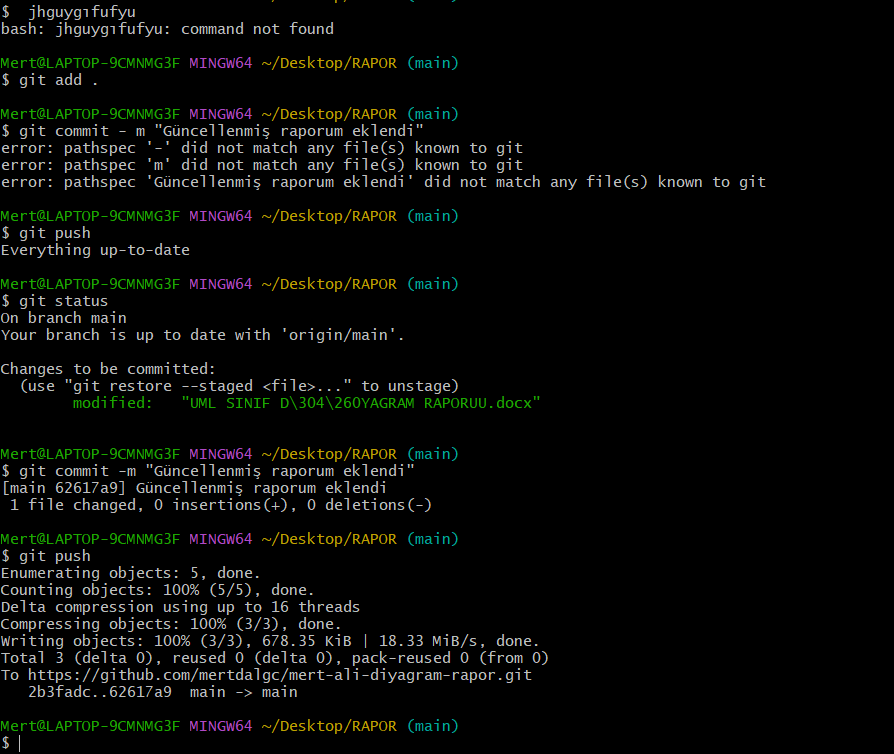 $  jhguygıfufyu
bash: jhguygıfufyu: command not found
Mert@LAPTOP-9CMNMG3F MINGW64 ~/Desktop/RAPOR (main)
$ git add .
Mert@LAPTOP-9CMNMG3F MINGW64 ~/Desktop/RAPOR (main)
$ git commit - m "Güncellenmiş raporum eklendi"
error: pathspec '-' did not match any file(s) known to git
error: pathspec 'm' did not match any file(s) known to git
error: pathspec 'Güncellenmiş raporum eklendi' did not match any file(s) known to git
Mert@LAPTOP-9CMNMG3F MINGW64 ~/Desktop/RAPOR (main)
$ git push
Everything up-to-date
Mert@LAPTOP-9CMNMG3F MINGW64 ~/Desktop/RAPOR (main)
$ git status
On branch main
Your branch is up to date with 'origin/main'.
Changes to be committed:
  (use "git restore --staged <file>..." to unstage)
        modified:   "UML SINIF D\304\260YAGRAM RAPORUU.docx"
Mert@LAPTOP-9CMNMG3F MINGW64 ~/Desktop/RAPOR (main)
$ git commit -m "Güncellenmiş raporum eklendi"
[main 62617a9] Güncellenmiş raporum eklendi
 1 file changed, 0 insertions(+), 0 deletions(-)
Mert@LAPTOP-9CMNMG3F MINGW64 ~/Desktop/RAPOR (main)
$ git push
Enumerating objects: 5, done.
Counting objects: 100% (5/5), done.
Delta compression using up to 16 threads
Compressing objects: 100% (3/3), done.
Writing objects: 100% (3/3), 678.35 KiB | 18.33 MiB/s, done.
Total 3 (delta 0), reused 0 (delta 0), pack-reused 0 (from 0)
To https://github.com/mertdalgc/mert-ali-diyagram-rapor.git
   2b3fadc..62617a9  main -> main
Mert@LAPTOP-9CMNMG3F MINGW64 ~/Desktop/RAPOR (main)
$